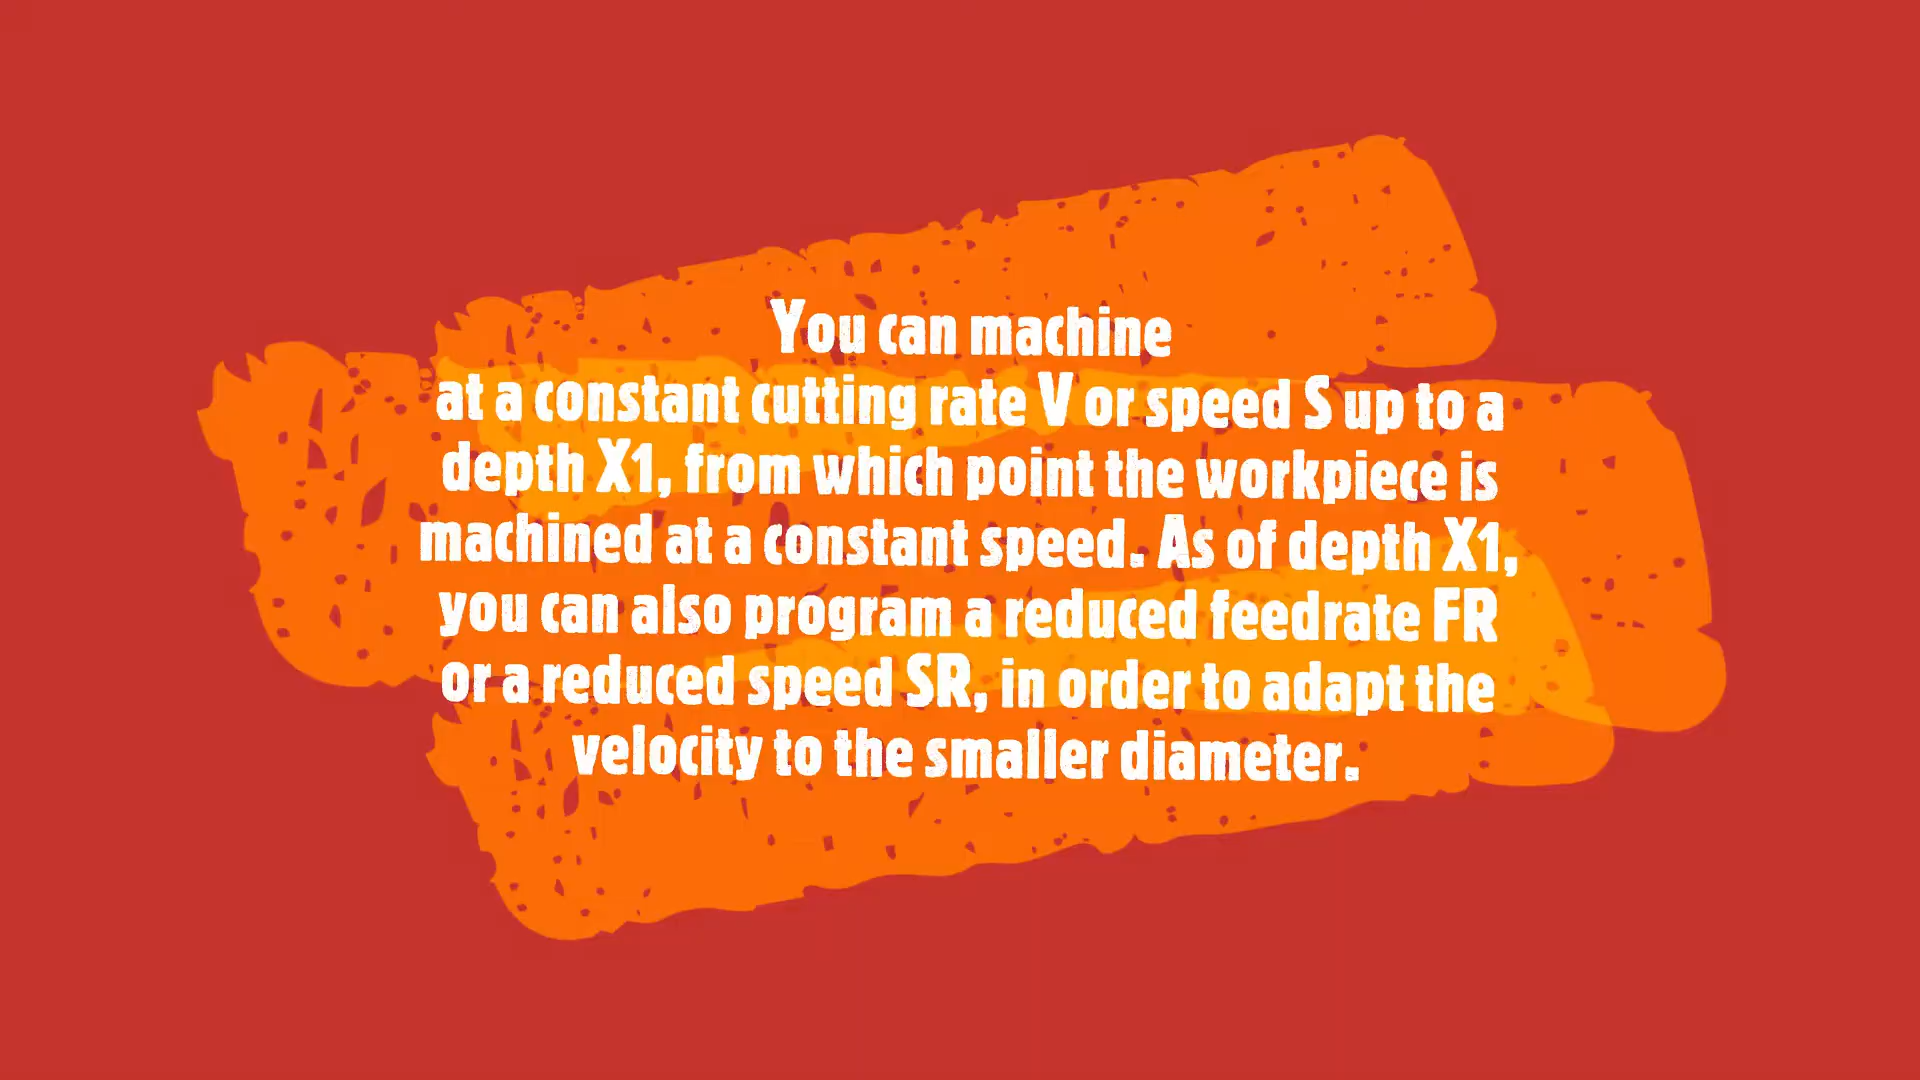 You can machine
at a constant cutting rate V or speed S up to a
depth X1, from which point the workpiece is
machined at a constant speed. As of depth X1,
you can also program a reduced feedrate FR
or a reduced speed SR, in order to adapt the
velocity to the smaller diameter.